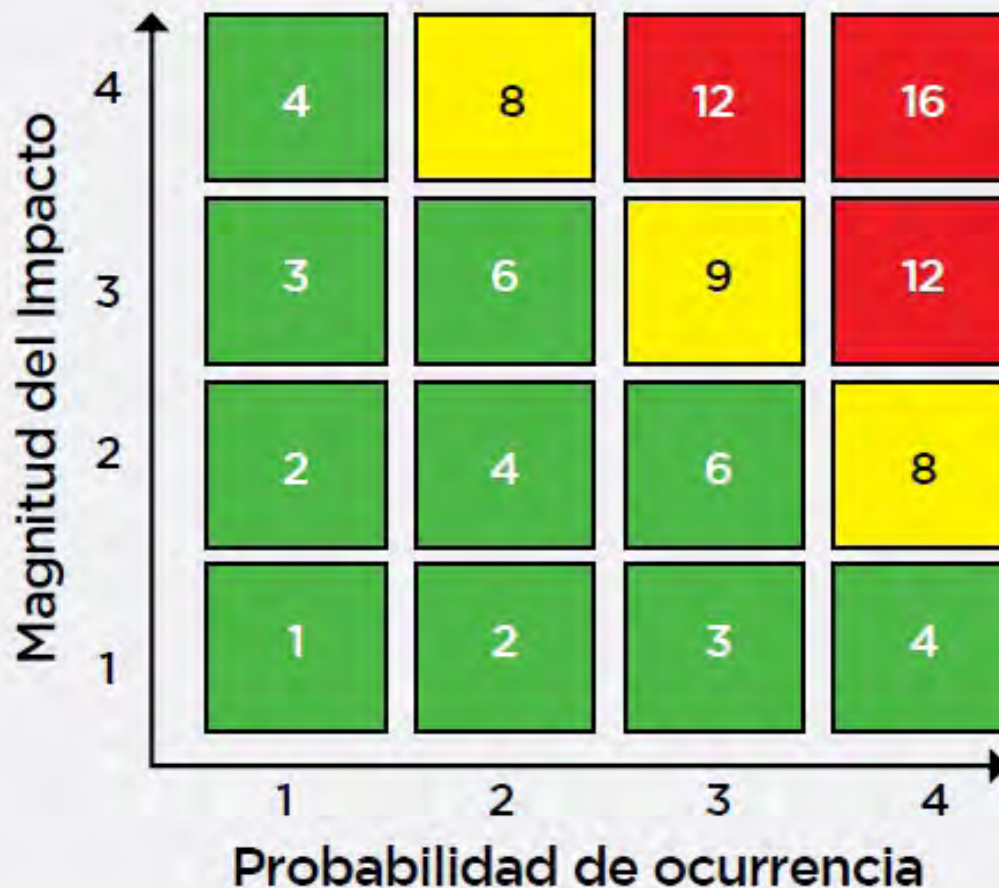 Magnitud del Impacto
4 4 8 12 16
3 3 6 9 12
2 2 4 6 8
1 1 2 3 4
1 2 3 4
Probabilidad de ocurrencia